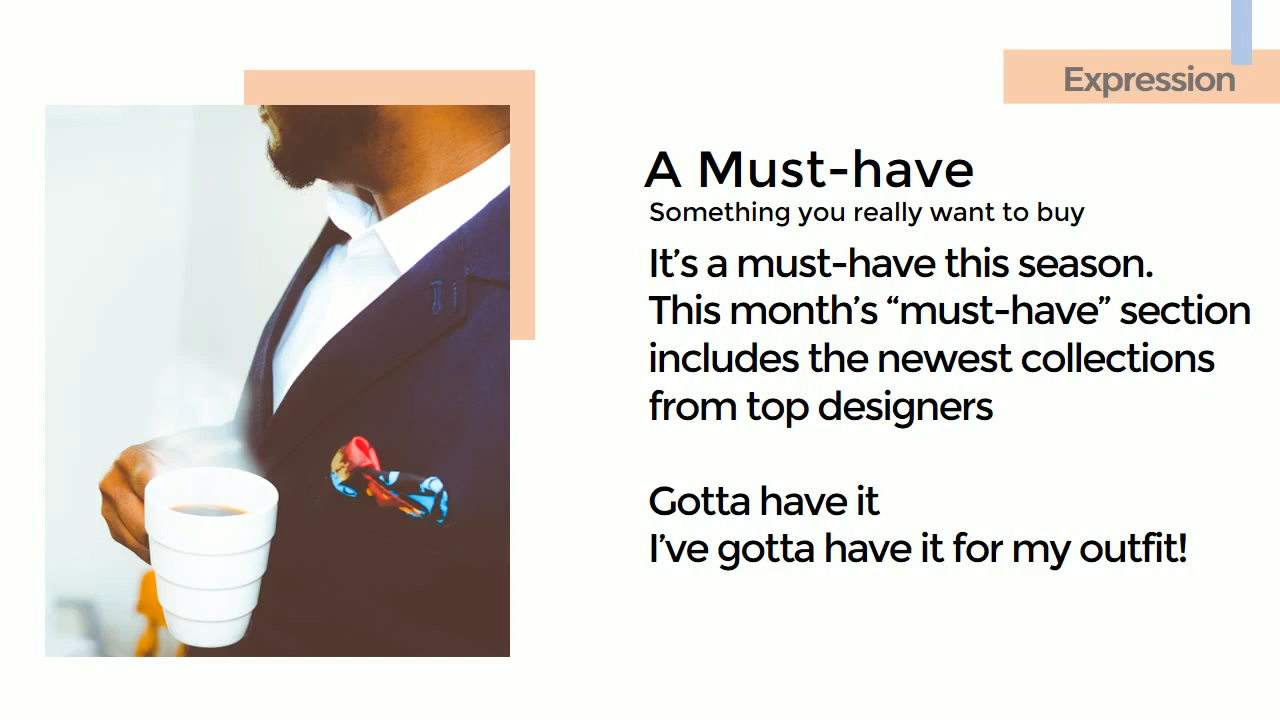 Expression
A Must-have
Something you really want to buy
It’s a must-have this season.
This month’s “must-have” section
includes the newest collections
from top designers
Gotta have it
I’ve gotta have it for my outfit!